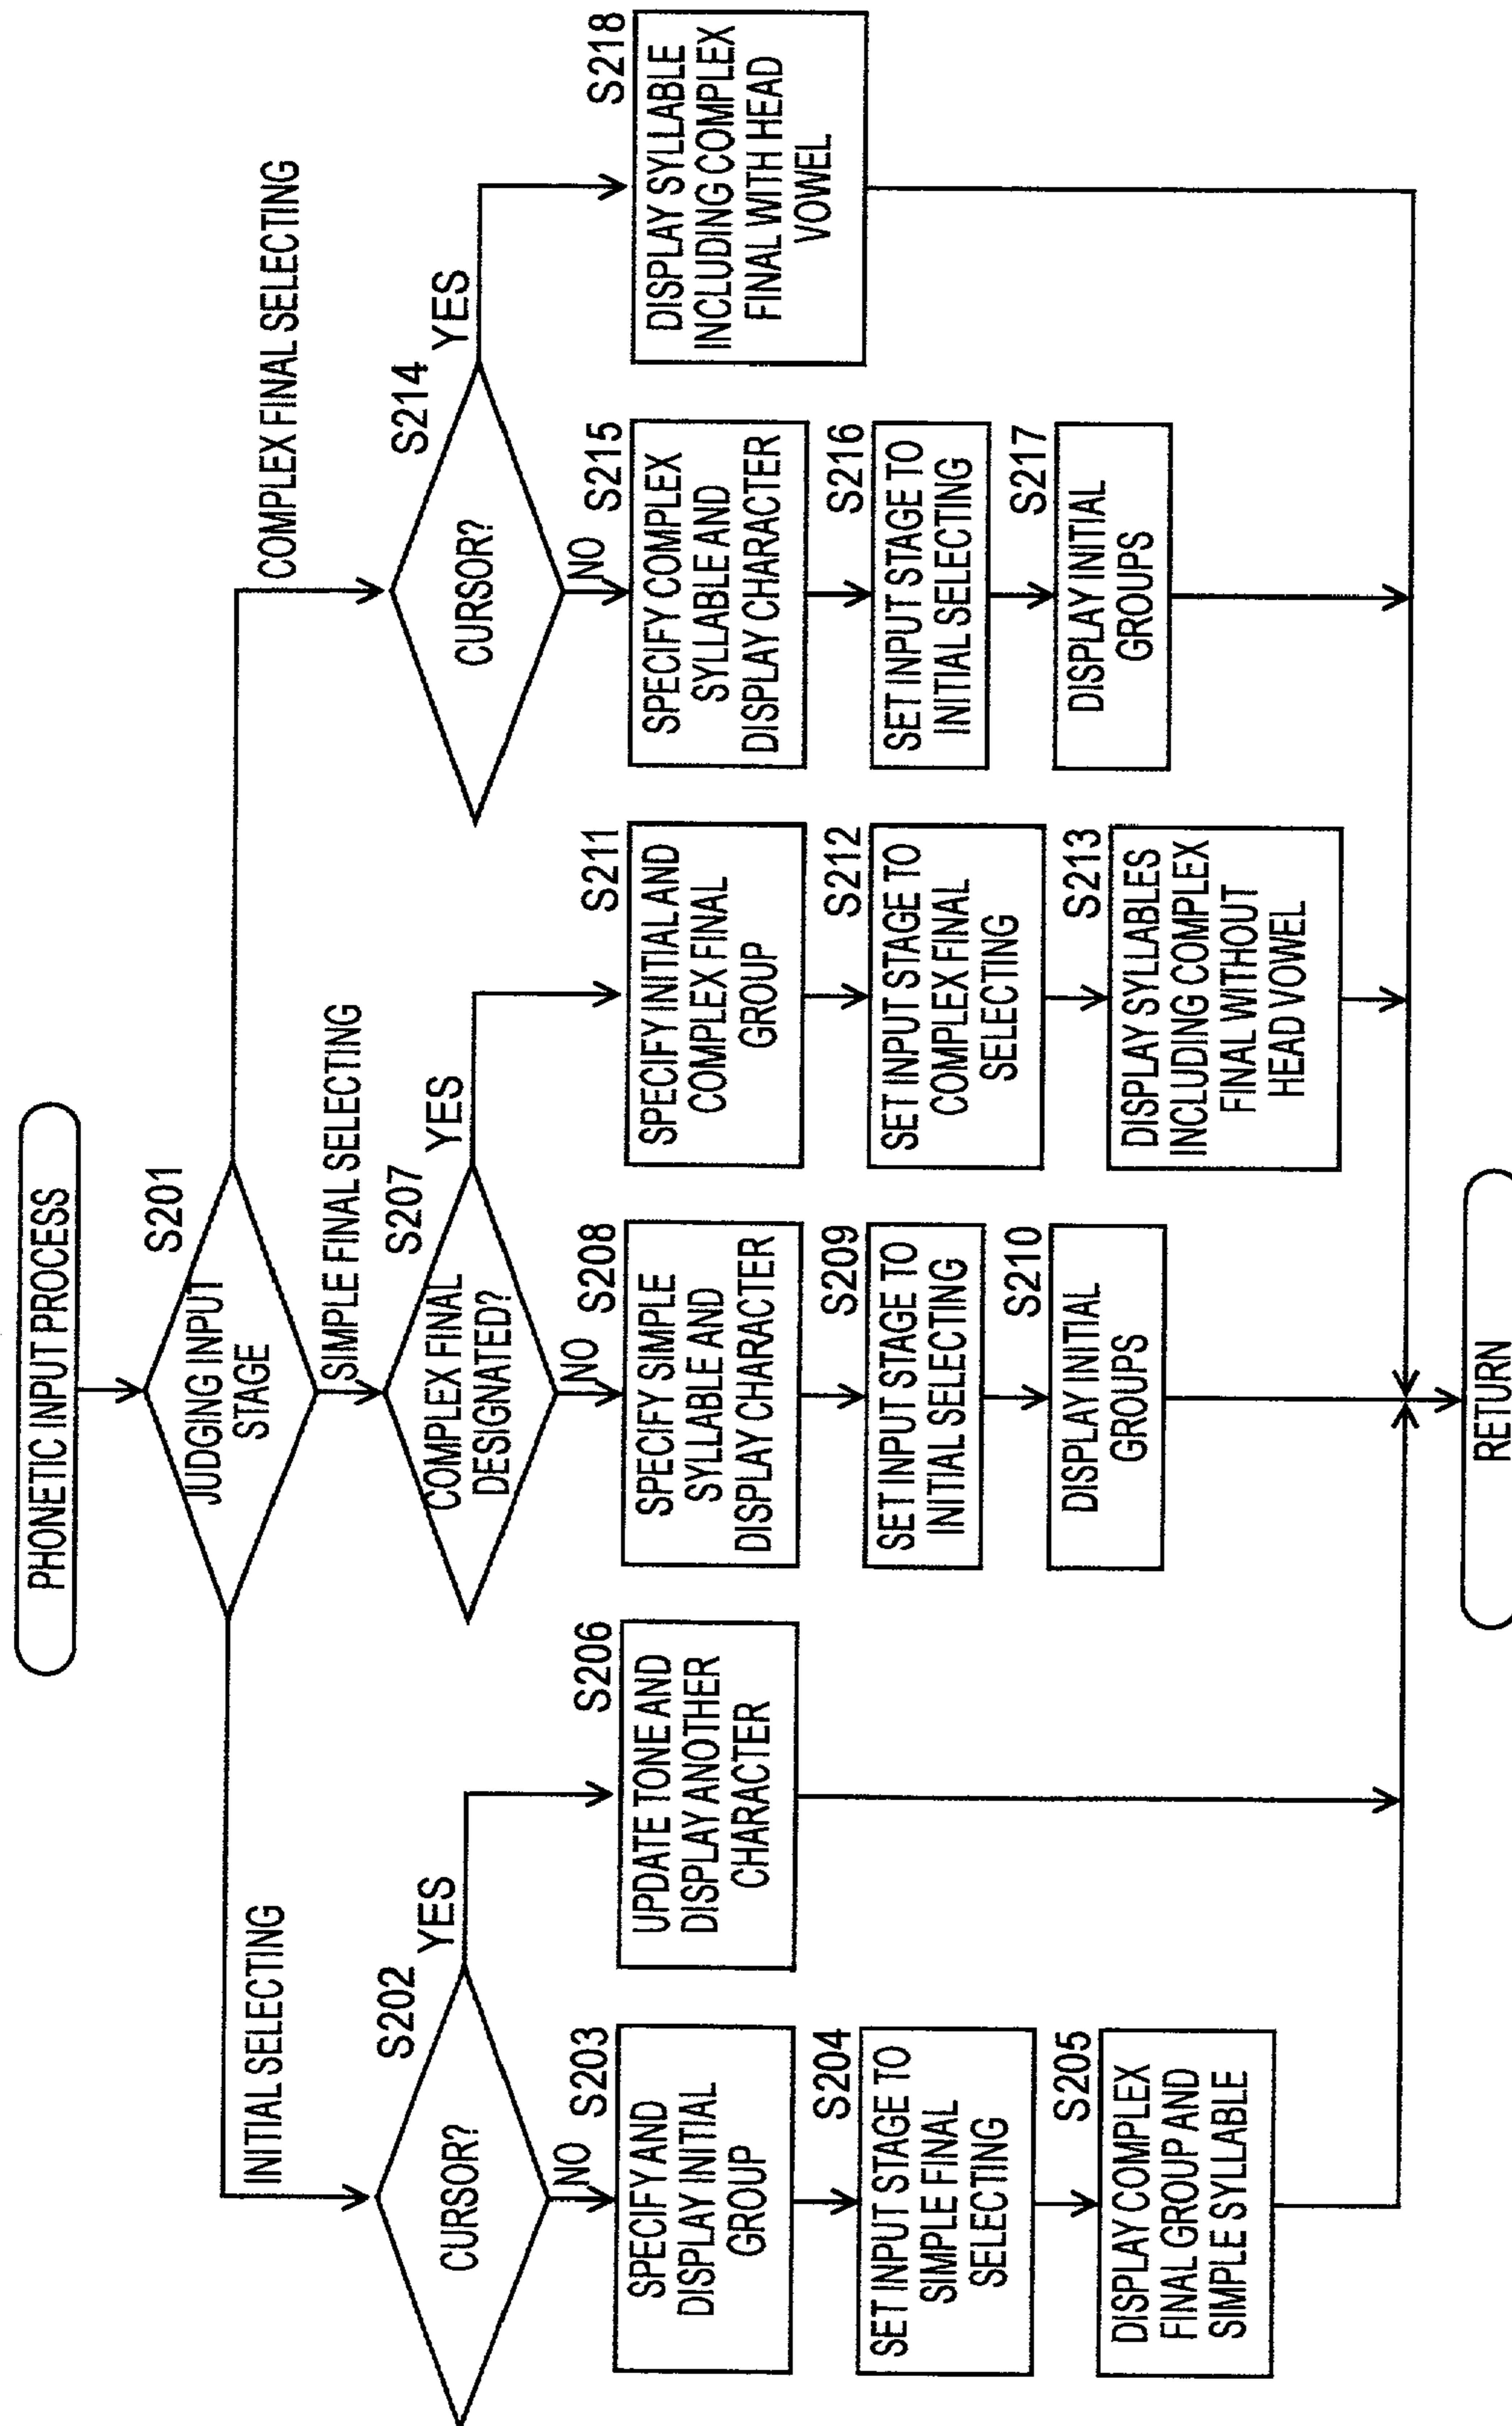 PHONETIC INPUT PROCESS
S201
JUDGING INPUT
STAGE
INITIAL SELECTING
S202
CURSOR?
YES
NO
S203
SPECIFY AND
DISPLAY INITIAL
GROUP
S204
SET INPUT STAGE TO
SIMPLE FINAL
SELECTING
S205
DISPLAY COMPLEX
FINAL GROUP AND
SIMPLE SYLLABLE
S206
UPDATE TONE AND
DISPLAY ANOTHER
CHARACTER
SIMPLE FINAL SELECTING
S207
COMPLEX FINAL
DESIGNATED?
YES
NO
S208
SPECIFY SIMPLE
SYLLABLE AND
DISPLAY CHARACTER
S209
SET INPUT STAGE TO
INITIAL SELECTING
S210
DISPLAY INITIAL
GROUPS
S211
SPECIFY INITIAL AND
COMPLEX FINAL
GROUP
S212
SET INPUT STAGE TO
COMPLEX FINAL
SELECTING
S213
DISPLAY SYLLABLES
INCLUDING COMPLEX
FINAL WITHOUT
HEAD VOWEL
COMPLEX FINAL SELECTING
S214
CURSOR?
YES
NO
S215
SPECIFY COMPLEX
SYLLABLE AND
DISPLAY CHARACTER
S216
SET INPUT STAGE TO
INITIAL SELECTING
S217
DISPLAY INITIAL
GROUPS
S218
DISPLAY SYLLABLE
INCLUDING COMPLEX
FINAL WITH HEAD
VOWEL
RETURN